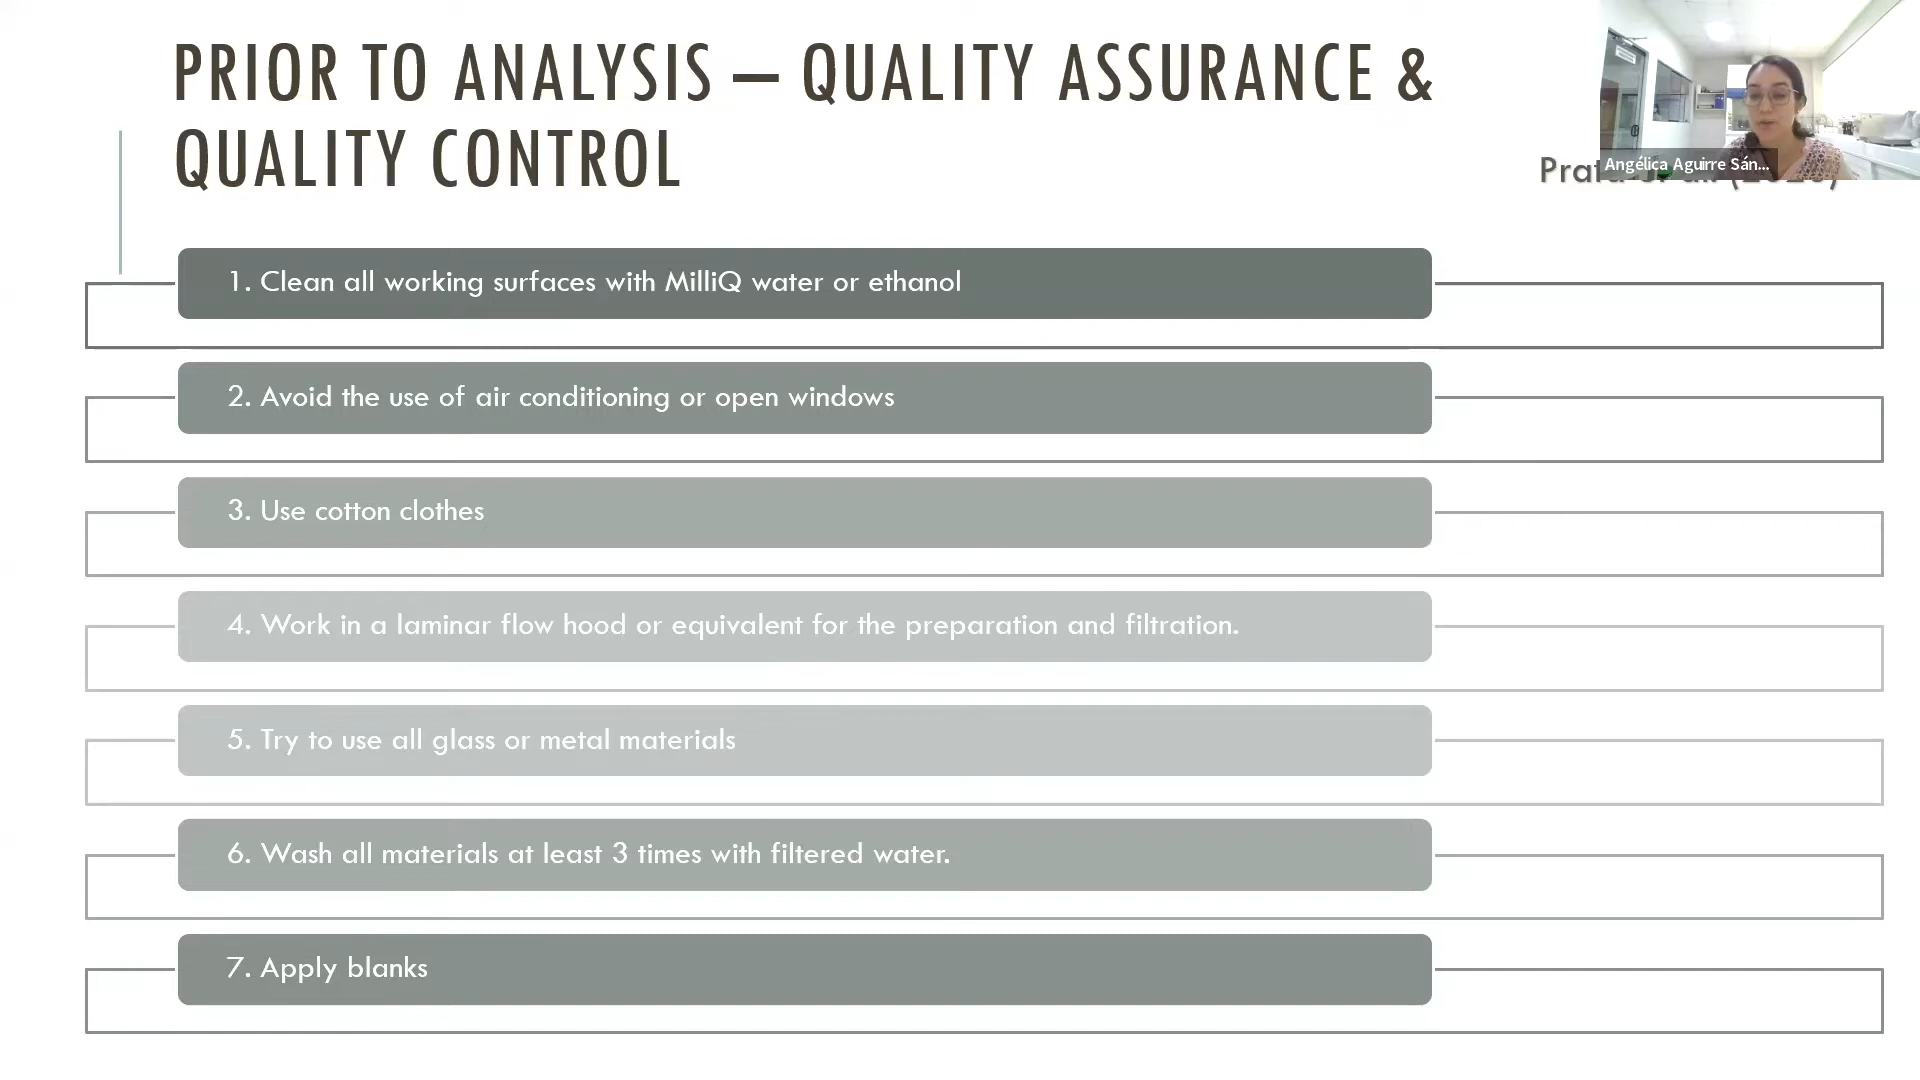 PRIOR TO ANALYSIS – QUALITY ASSURANCE &
QUALITY CONTROL
Angélica Aguirre Sán...
1. Clean all working surfaces with MilliQ water or ethanol
2. Avoid the use of air conditioning or open windows
3. Use cotton clothes
4. Work in a laminar flow hood or equivalent for the preparation and filtration.
5. Try to use all glass or metal materials
6. Wash all materials at least 3 times with filtered water.
7. Apply blanks